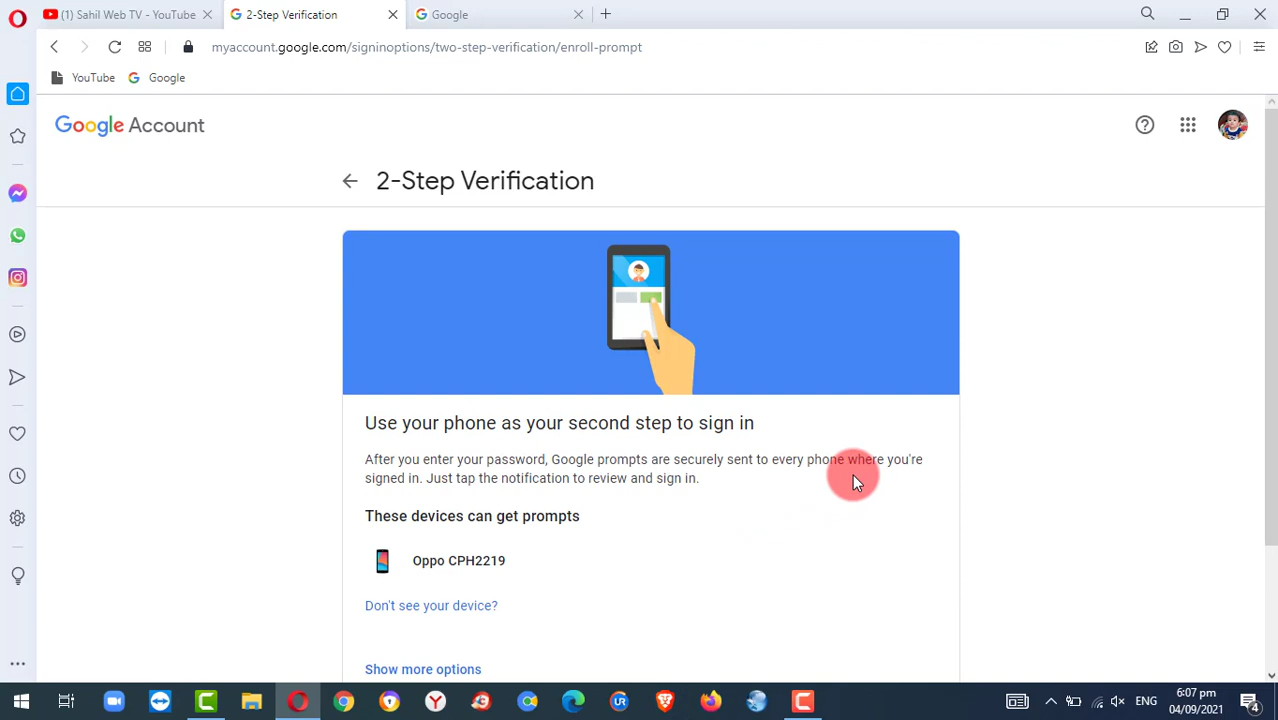 (1) Sahil Web TV - YouTube
2-Step Verification
Google
myaccount.google.com/signinoptions/two-step-verification/enroll-prompt
YouTube
Google
Google Account
2-Step Verification
Use your phone as your second step to sign in
After you enter your password, Google prompts are securely sent to every phone where you're
signed in. Just tap the notification to review and sign in.
These devices can get prompts
Oppo CPH2219
Don't see your device?
Show more options
ENG
6:07 pm
04/09/2021
4